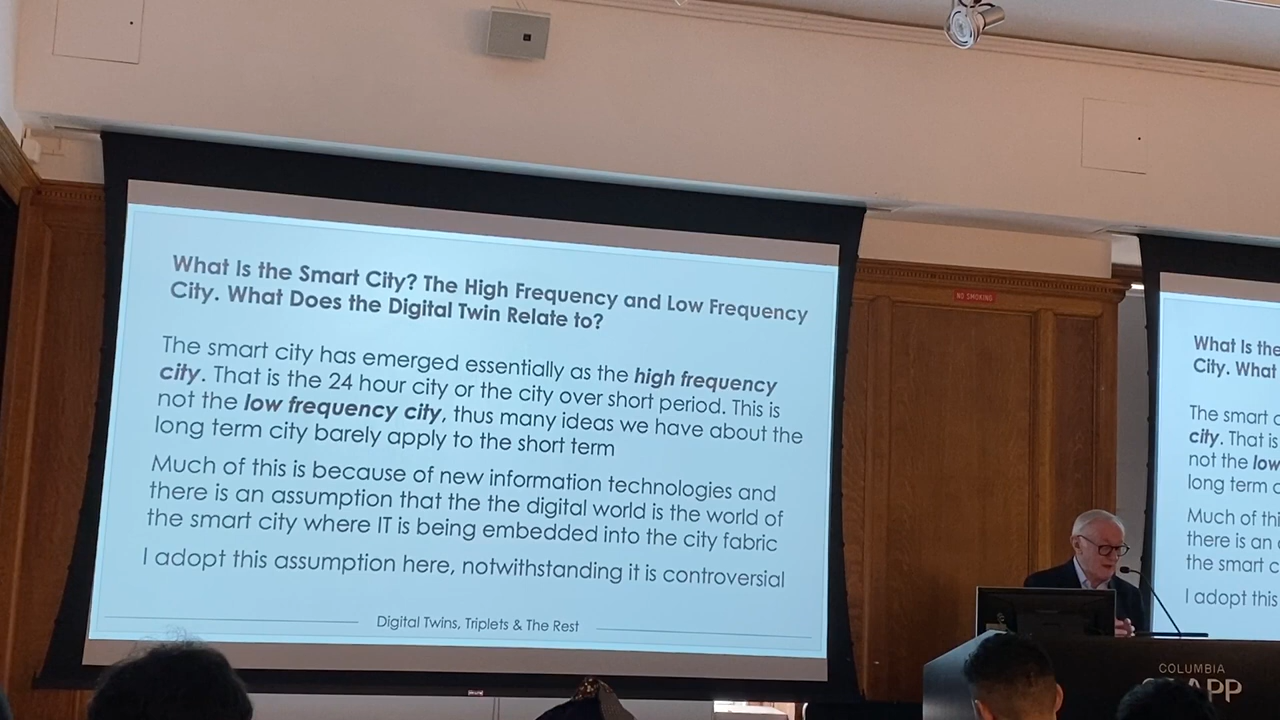 What Is the Smart City? The High Frequency and Low Frequency
City. What Does the Digital Twin Relate to?
The smart city has emerged essentially as the high frequency
city. That is the 24 hour city or the city over short period. This is
not the low frequency city, thus many ideas we have about the
long term city barely apply to the short term
Much of this is because of new information technologies and
there is an assumption that the the digital world is the world of
the smart city where IT is being embedded into the city fabric
I adopt this assumption here, notwithstanding it is controversial
Digital Twins, Triplets & The Rest
NO SMOKING
What Is the
City. What
The smart
city. That is
not the low
long term
Much of
there is an
the smart
I adopt this
COLUMBIA